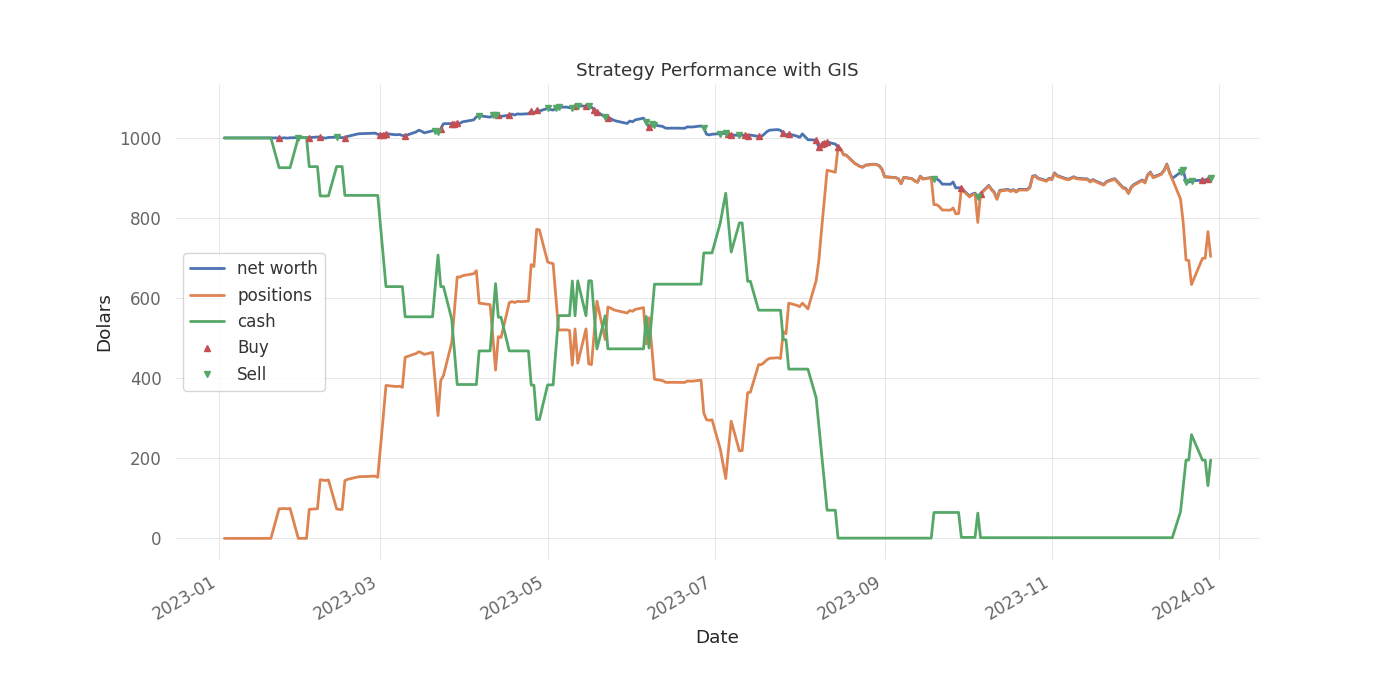 Strategy Performance with GIS
Dolars
1000
800
600
400
200
0
net worth
positions
cash
Buy
Sell
2023-01
2023-03
2023-05
2023-07
2023-09
2023-11
2024-01
Date